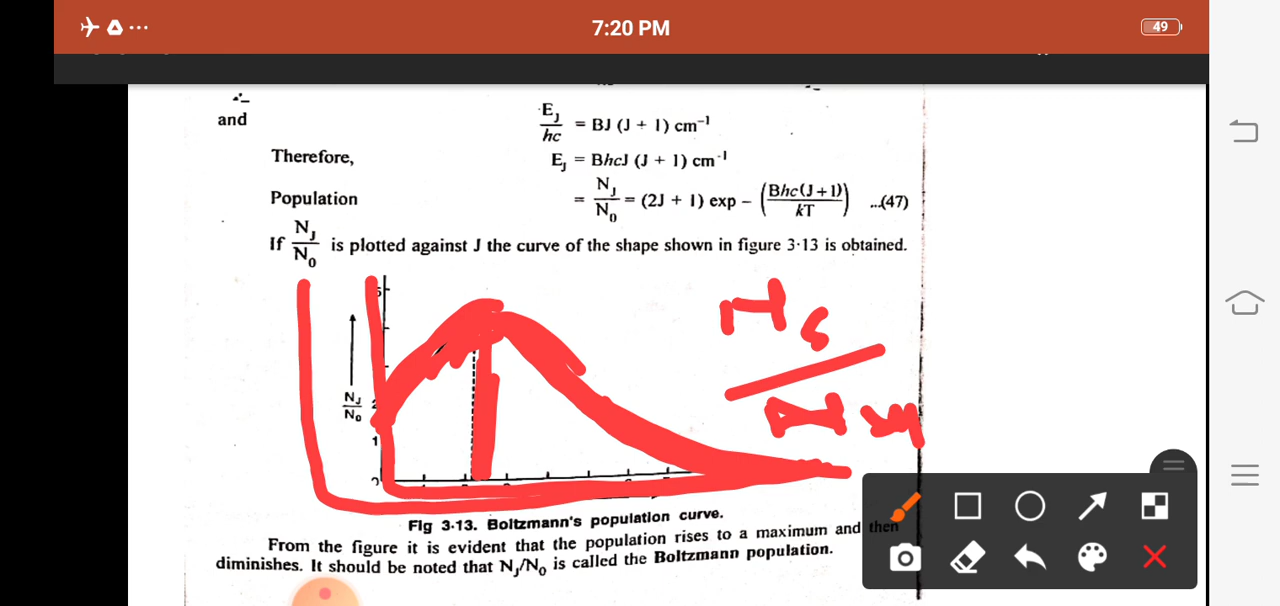 7:20 PM
49
and
E_J / hc = BJ (J + 1) cm⁻¹
Therefore, E_J = BhcJ (J + 1) cm⁻¹
Population = N_J / N_0 = (2J + 1) exp − (Bhc(J+1) / kT) ...(47)
If N_J / N_0 is plotted against J the curve of the shape shown in figure 3·13 is obtained.
5
N_J / N_0
2
1
0
Fig 3·13. Boltzmann's population curve.
From the figure it is evident that the population rises to a maximum and then
diminishes. It should be noted that N_J/N_0 is called the Boltzmann population.